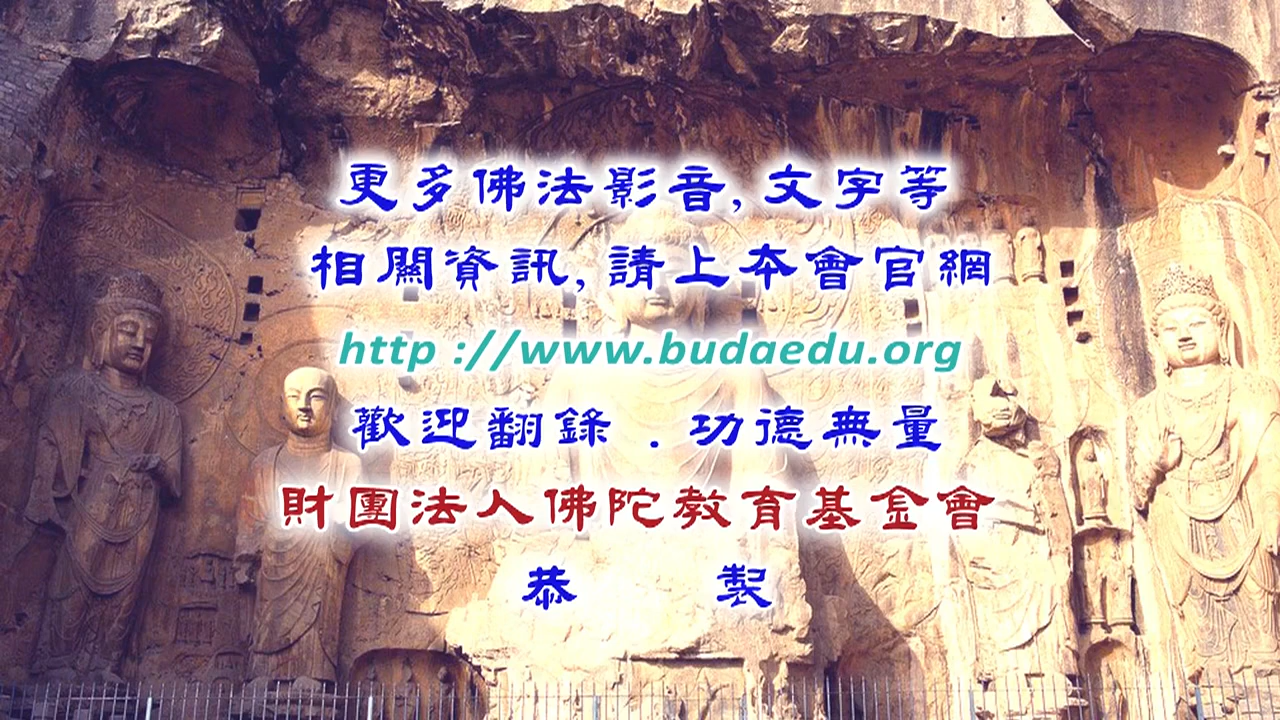 更多佛法影音,文字等
相關資訊,請上本會官網
http ://www.budaedu.org
歡迎翻錄 . 功德無量
財團法人佛陀教育基金會
恭 製